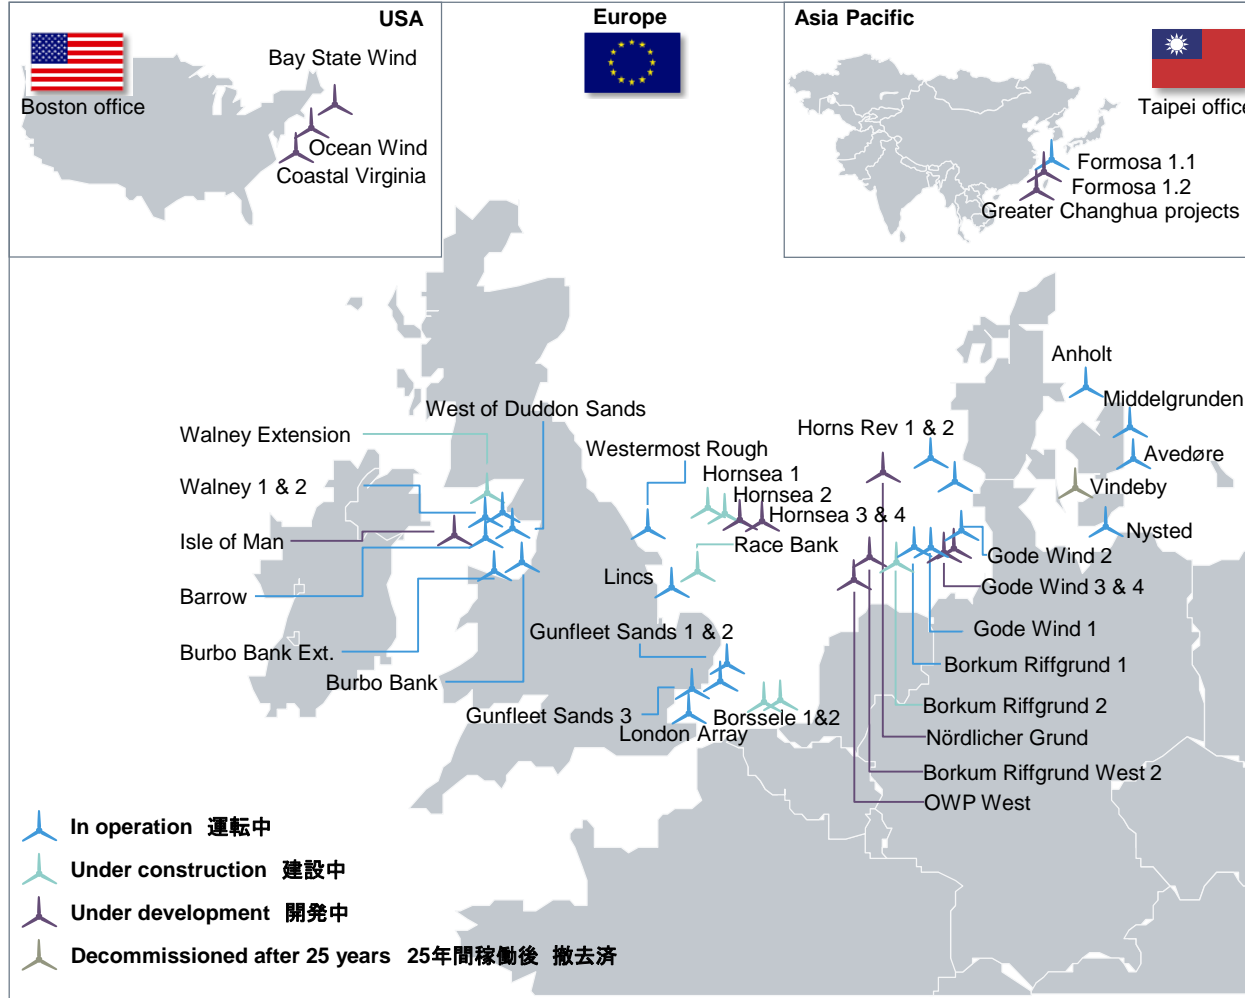 USA
Boston office
Bay State Wind
Ocean Wind
Coastal Virginia
Europe
Asia Pacific
Taipei office
Formosa 1.1
Formosa 1.2
Greater Changhua projects
West of Duddon Sands
Walney Extension
Walney 1 & 2
Isle of Man
Barrow
Burbo Bank Ext.
Burbo Bank
Westermost Rough
Hornsea 1
Hornsea 2
Hornsea 3 & 4
Race Bank
Lincs
Gunfleet Sands 1 & 2
Gunfleet Sands 3
London Array
Borssele 1&2
Anholt
Middelgrunden
Horns Rev 1 & 2
Avedøre
Vindeby
Nysted
Gode Wind 2
Gode Wind 3 & 4
Gode Wind 1
Borkum Riffgrund 1
Borkum Riffgrund 2
Nördlicher Grund
Borkum Riffgrund West 2
OWP West
In operation 運転中
Under construction 建設中
Under development 開発中
Decommissioned after 25 years 25年間稼働後 撤去済